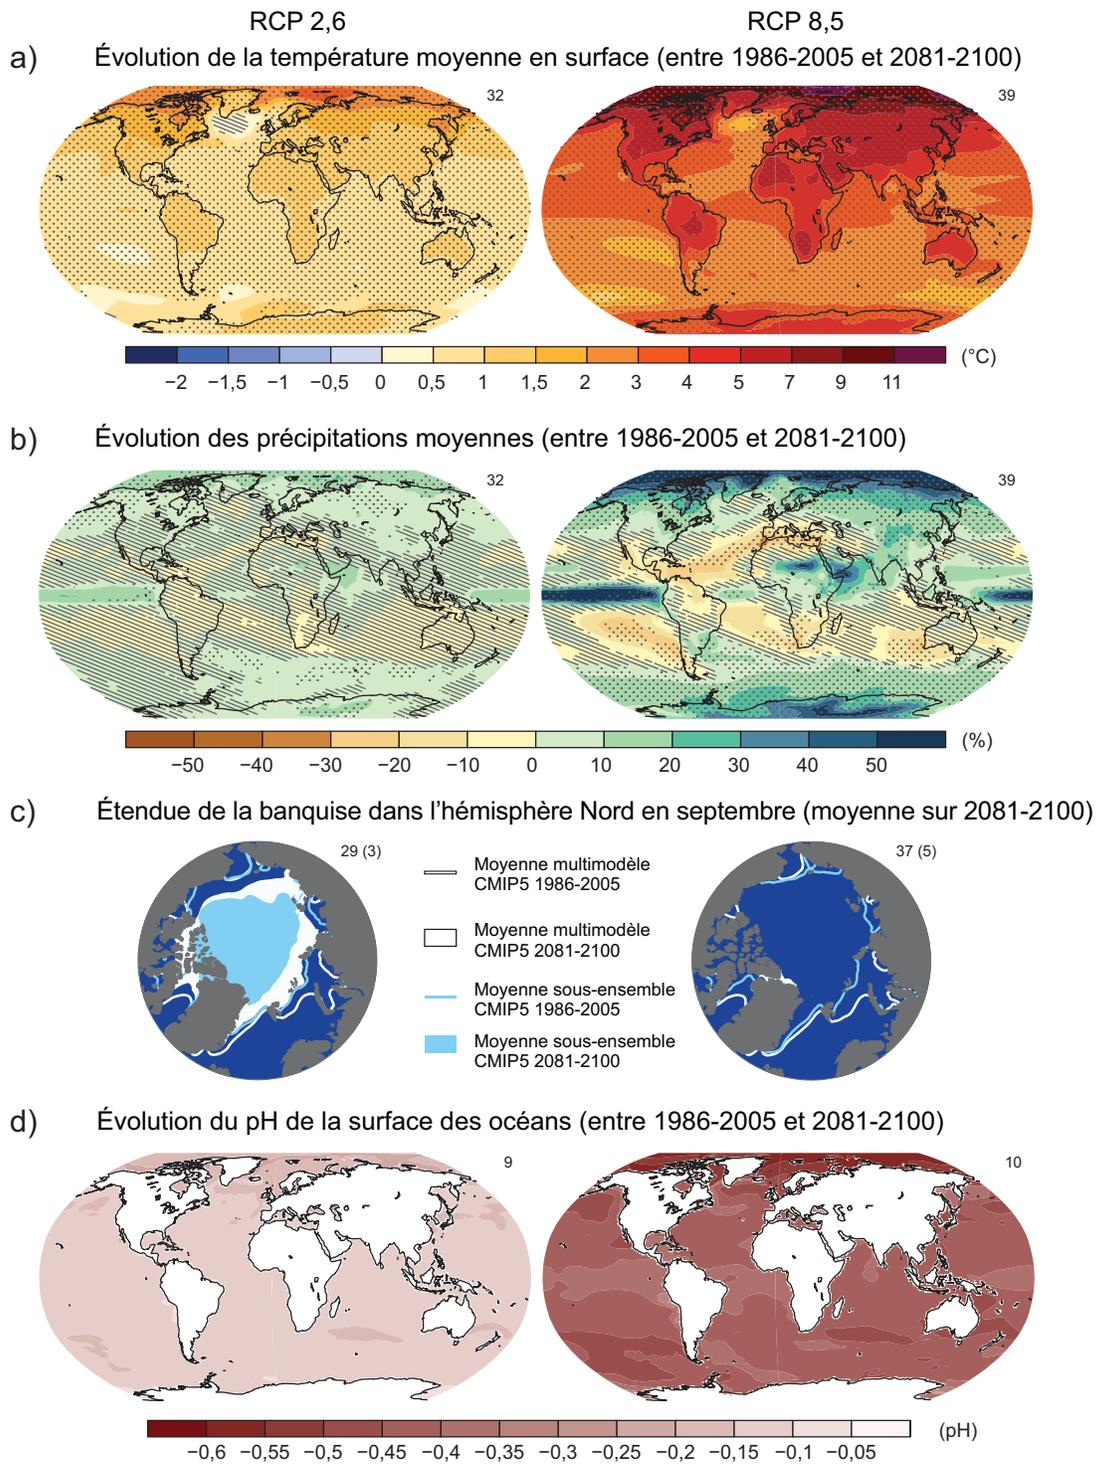 RCP 2,6
RCP 8,5
a) Évolution de la température moyenne en surface (entre 1986-2005 et 2081-2100)
32
39
−2 −1,5 −1 −0,5 0 0,5 1 1,5 2 3 4 5 7 9 11 (°C)
b) Évolution des précipitations moyennes (entre 1986-2005 et 2081-2100)
32
39
−50 −40 −30 −20 −10 0 10 20 30 40 50 (%)
c) Étendue de la banquise dans l’hémisphère Nord en septembre (moyenne sur 2081-2100)
29 (3)
37 (5)
Moyenne multimodèle
CMIP5 1986-2005
Moyenne multimodèle
CMIP5 2081-2100
Moyenne sous-ensemble
CMIP5 1986-2005
Moyenne sous-ensemble
CMIP5 2081-2100
d) Évolution du pH de la surface des océans (entre 1986-2005 et 2081-2100)
9
10
(pH)
−0,6 −0,55 −0,5 −0,45 −0,4 −0,35 −0,3 −0,25 −0,2 −0,15 −0,1 −0,05